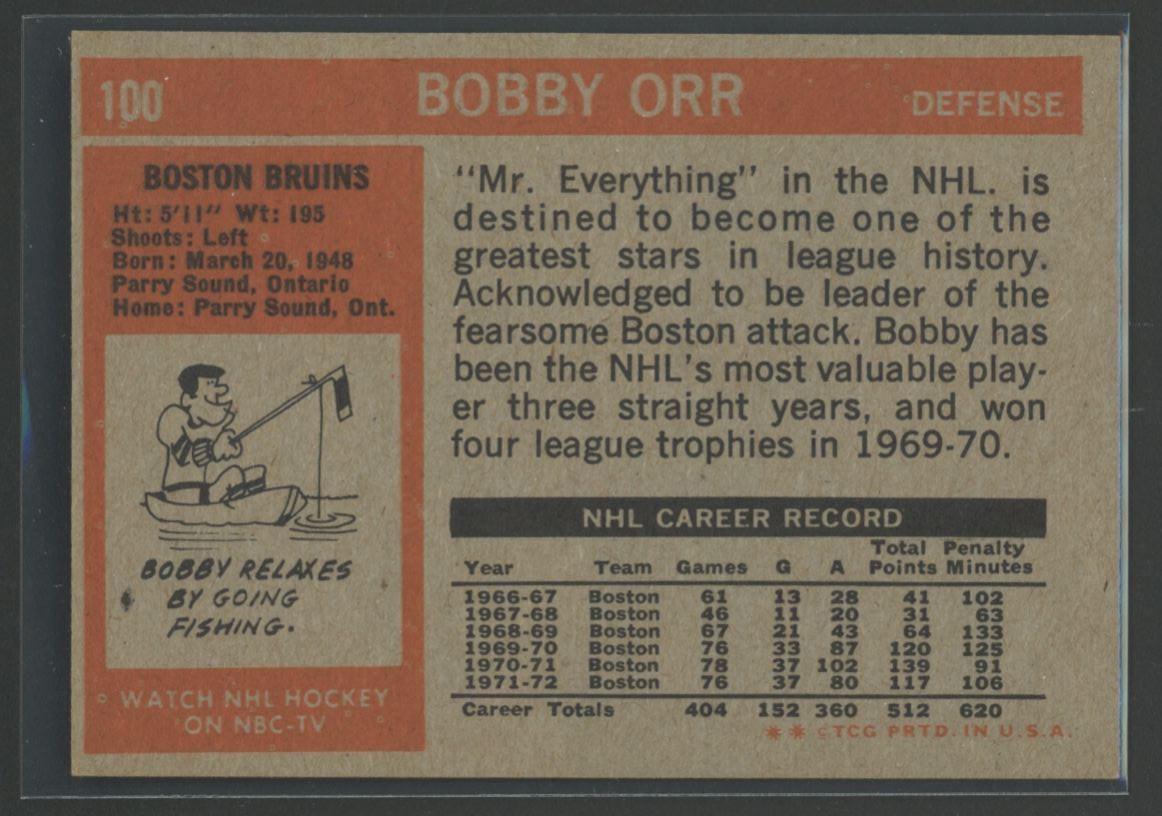 100 BOBBY ORR DEFENSE
BOSTON BRUINS
Ht: 5'11" Wt: 195
Shoots: Left
Born: March 20, 1948
Parry Sound, Ontario
Home: Parry Sound, Ont.
BOBBY RELAXES
BY GOING
FISHING.
WATCH NHL HOCKEY
ON NBC-TV
"Mr. Everything" in the NHL. is
destined to become one of the
greatest stars in league history.
Acknowledged to be leader of the
fearsome Boston attack. Bobby has
been the NHL's most valuable play-
er three straight years, and won
four league trophies in 1969-70.
NHL CAREER RECORD
Total Penalty
Year Team Games G A Points Minutes
1966-67 Boston 61 13 28 41 102
1967-68 Boston 46 11 20 31 63
1968-69 Boston 67 21 43 64 133
1969-70 Boston 76 33 87 120 125
1970-71 Boston 78 37 102 139 91
1971-72 Boston 76 37 80 117 106
Career Totals 404 152 360 512 620
** ©TCG PRTD. IN U.S.A.